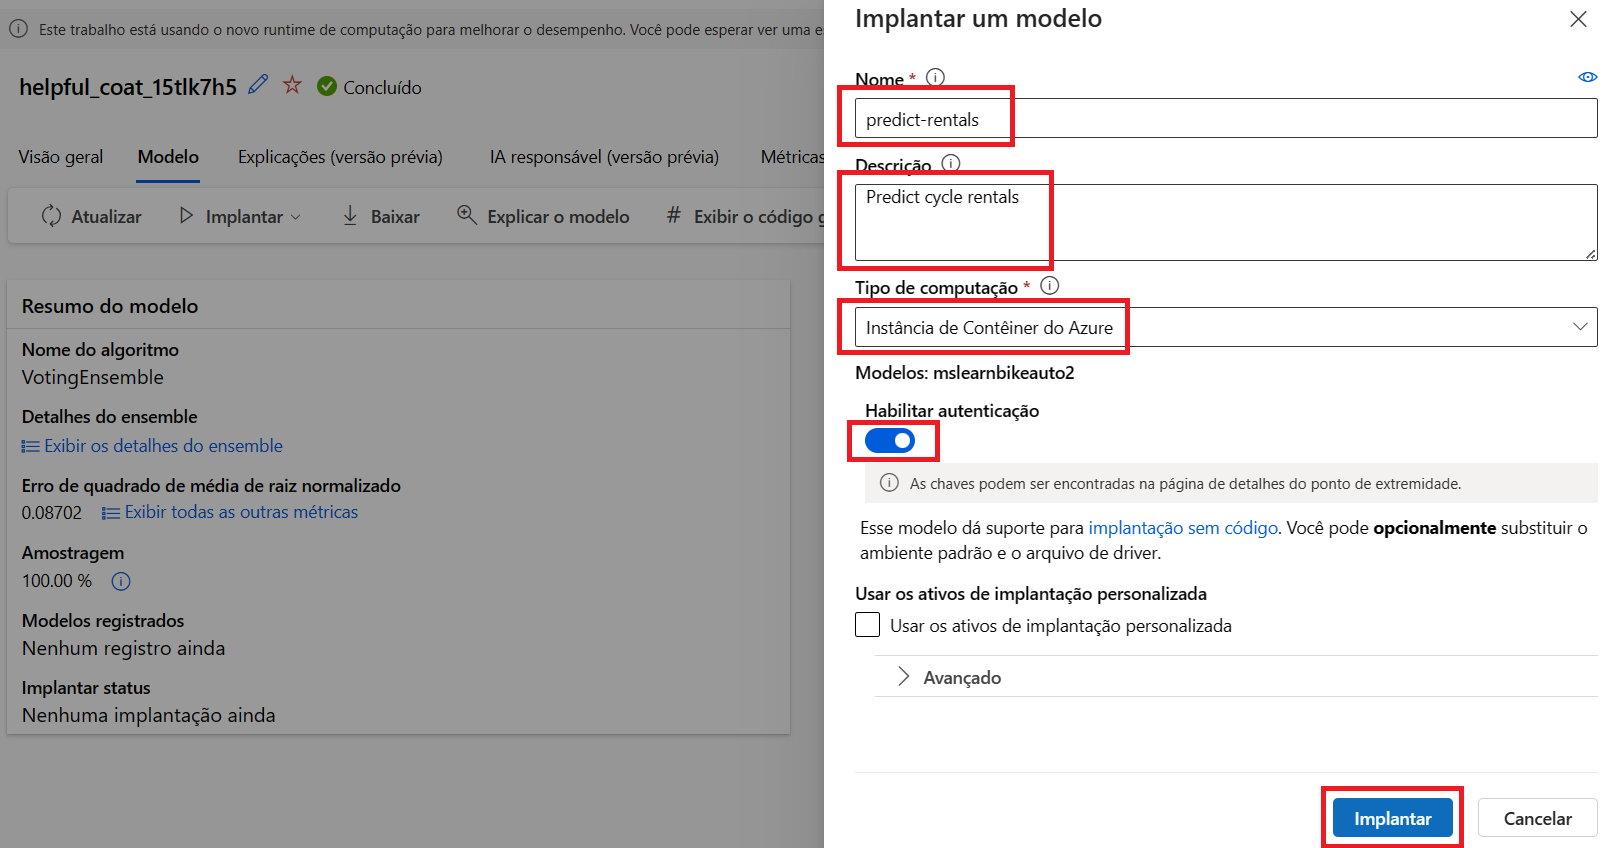 Este trabalho está usando o novo runtime de computação para melhorar o desempenho. Você pode esperar ver uma e
helpful_coat_15tlk7h5 Concluído
Visão geral Modelo Explicações (versão prévia) IA responsável (versão prévia) Métricas
Atualizar Implantar Baixar Explicar o modelo # Exibir o código g
Resumo do modelo
Nome do algoritmo
VotingEnsemble
Detalhes do ensemble
Exibir os detalhes do ensemble
Erro de quadrado de média de raiz normalizado
0.08702 Exibir todas as outras métricas
Amostragem
100.00 %
Modelos registrados
Nenhum registro ainda
Implantar status
Nenhuma implantação ainda
Implantar um modelo
Nome *
predict-rentals
Descrição
Predict cycle rentals
Tipo de computação *
Instância de Contêiner do Azure
Modelos: mslearnbikeauto2
Habilitar autenticação
As chaves podem ser encontradas na página de detalhes do ponto de extremidade.
Esse modelo dá suporte para implantação sem código. Você pode opcionalmente substituir o
ambiente padrão e o arquivo de driver.
Usar os ativos de implantação personalizada
Usar os ativos de implantação personalizada
Avançado
Implantar Cancelar